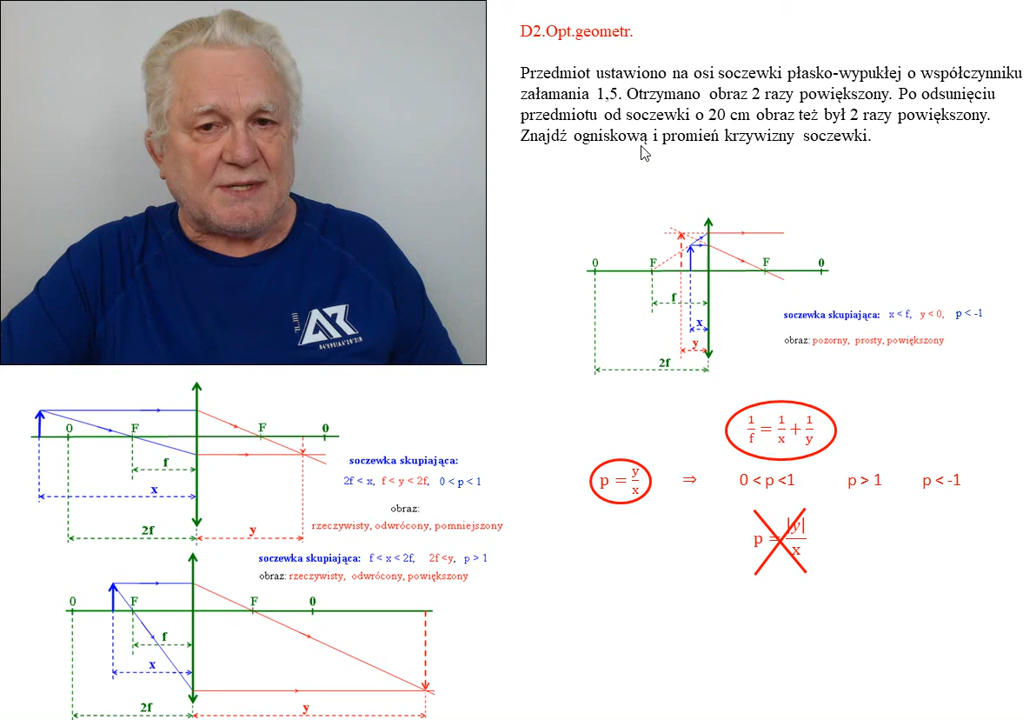 D2.Opt.geometr.
Przedmiot ustawiono na osi soczewki płasko-wypukłej o współczynniku
załamania 1,5. Otrzymano obraz 2 razy powiększony. Po odsunięciu
przedmiotu od soczewki o 20 cm obraz też był 2 razy powiększony.
Znajdź ogniskową i promień krzywizny soczewki.
0 F F 0
f
x
y
2f
soczewka skupiająca: x < f, y < 0, p < -1
obraz: pozorny, prosty, powiększony
AR
0 F F 0
f
x
2f y
soczewka skupiająca:
2f < x, f < y < 2f, 0 < p < 1
obraz:
rzeczywisty, odwrócony, pomniejszony
1/f = 1/x + 1/y
p = y/x ⇒ 0 < p <1 p > 1 p < -1
p = |y|/x
soczewka skupiająca: f < x < 2f, 2f <y, p > 1
obraz: rzeczywisty, odwrócony, powiększony
0 F F 0
f
x
2f y